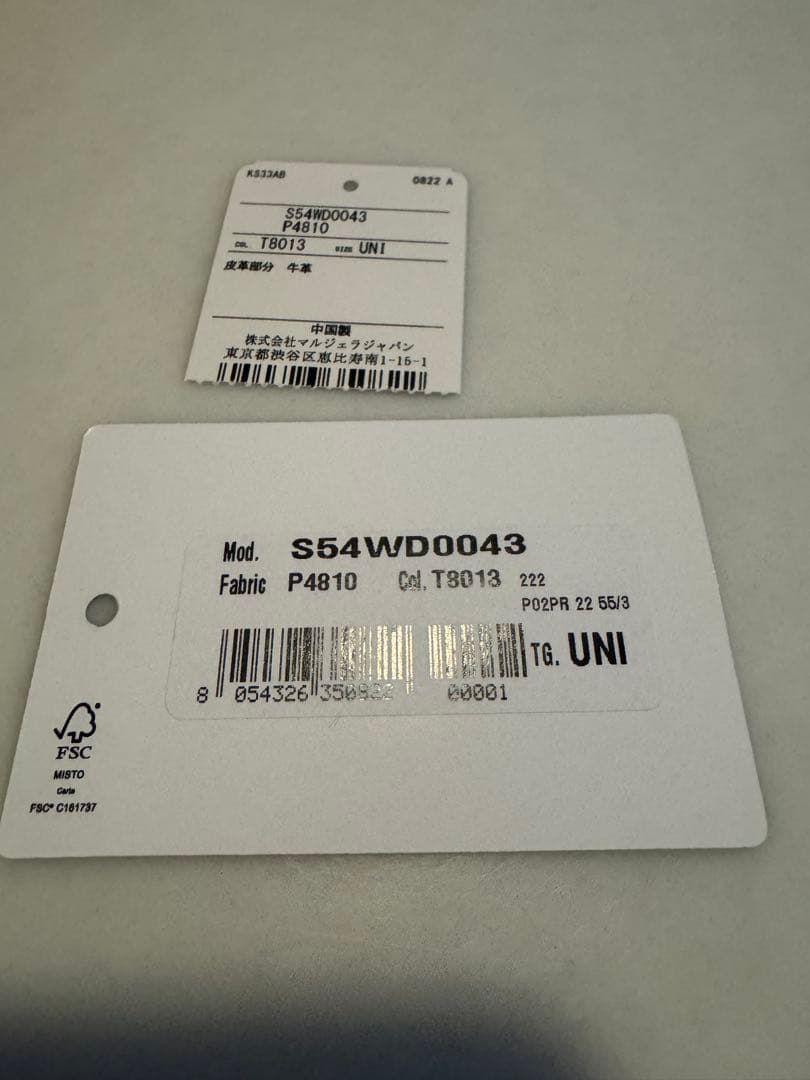 KS33AB 0822 A
S54WD0043
P4810
COL. T8013 SIZE UNI
皮革部分 牛革
中国製
株式会社マルジェラジャパン
東京都渋谷区恵比寿南1-15-1
Mod. S54WD0043
Fabric P4810 Col. T8013 222
P02PR 22 55/3
TG. UNI
8 054326 350822 00001
FSC
MISTO
Carta
FSC® C161737